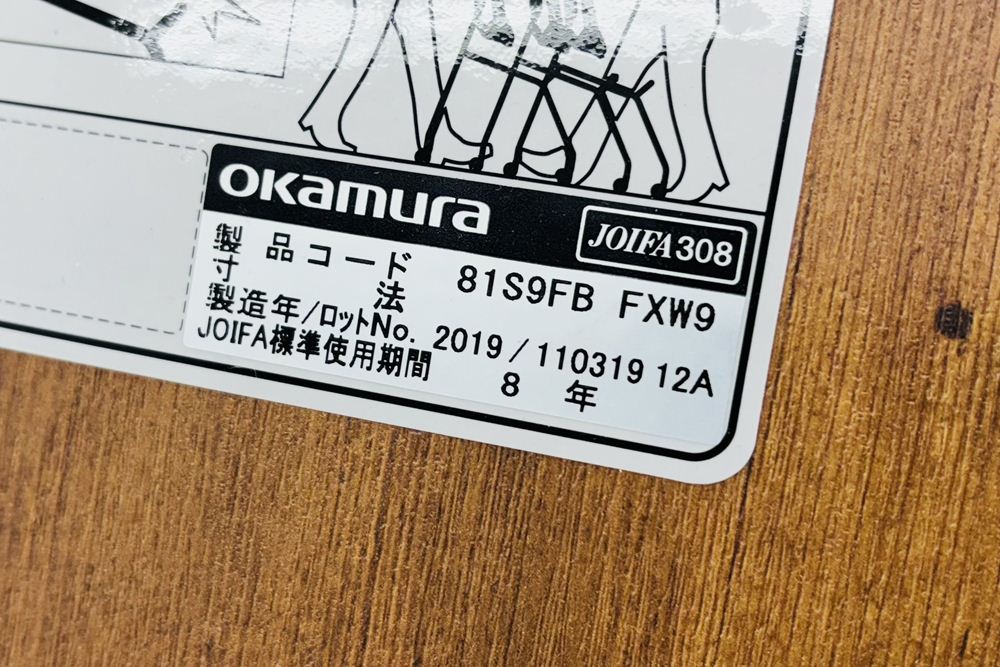 okamura
JOIFA308
製品コード 81S9FB FXW9
寸法
製造年/ロットNo. 2019/110319 12A
JOIFA標準使用期間 8年